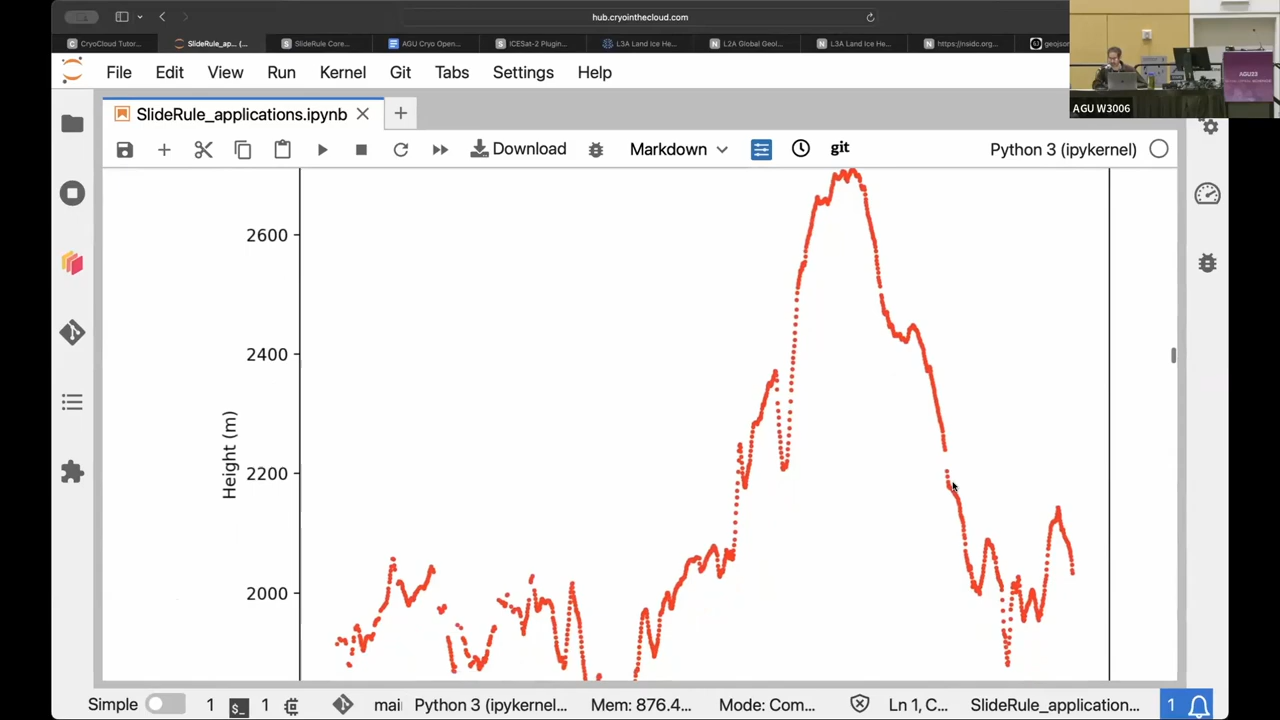 hub.cryointhecloud.com
CryoCloud Tutor...
SlideRule_ap... (...
SlideRule Core...
AGU Cryo Open...
ICESat-2 Plugin...
L3A Land Ice He...
L2A Global Geol...
L3A Land Ice He...
https://nsidc.org...
geojson
File Edit View Run Kernel Git Tabs Settings Help
AGU23
AGU W3006
SlideRule_applications.ipynb
Download
Markdown
git
Python 3 (ipykernel)
2600
2400
2200
2000
Height (m)
Simple
1
1
mai
Python 3 (ipykernel...
Mem: 876.4...
Mode: Com...
Ln 1, C...
SlideRule_application...
1